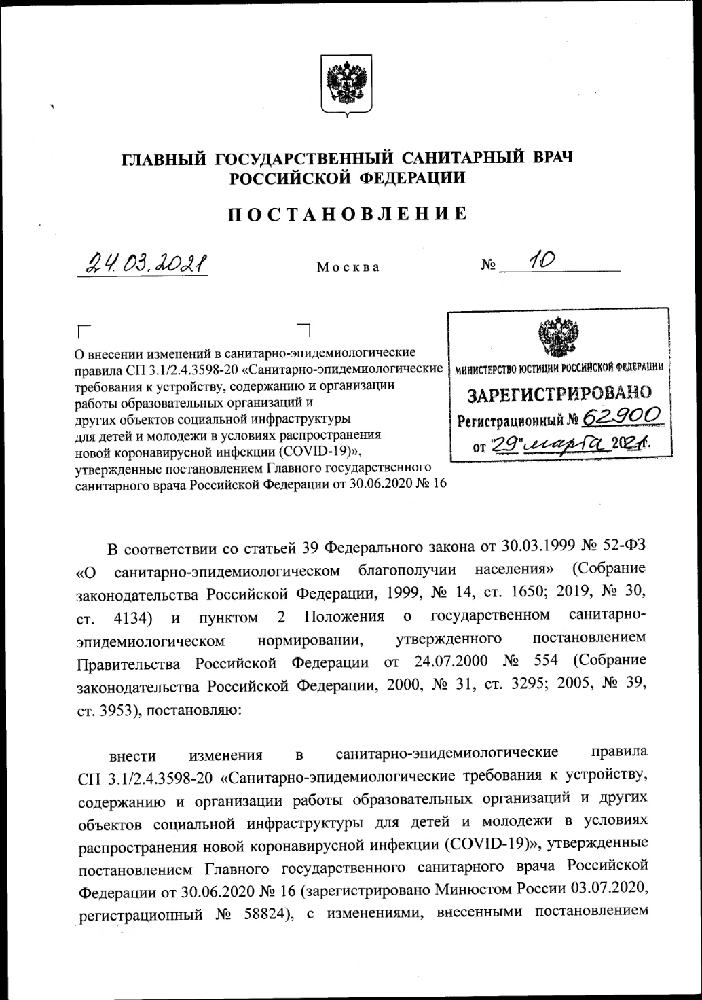 ГЛАВНЫЙ ГОСУДАРСТВЕННЫЙ САНИТАРНЫЙ ВРАЧ
РОССИЙСКОЙ ФЕДЕРАЦИИ
ПОСТАНОВЛЕНИЕ
24.03.2021 Москва № 10
О внесении изменений в санитарно-эпидемиологические
правила СП 3.1/2.4.3598-20 «Санитарно-эпидемиологические
требования к устройству, содержанию и организации
работы образовательных организаций и
других объектов социальной инфраструктуры
для детей и молодежи в условиях распространения
новой коронавирусной инфекции (COVID-19)»,
утвержденные постановлением Главного государственного
санитарного врача Российской Федерации от 30.06.2020 № 16
МИНИСТЕРСТВО ЮСТИЦИИ РОССИЙСКОЙ ФЕДЕРАЦИИ
ЗАРЕГИСТРИРОВАНО
Регистрационный № 62900
от "29" марта 2021г.
В соответствии со статьей 39 Федерального закона от 30.03.1999 № 52-ФЗ
«О санитарно-эпидемиологическом благополучии населения» (Собрание
законодательства Российской Федерации, 1999, № 14, ст. 1650; 2019, № 30,
ст. 4134) и пунктом 2 Положения о государственном санитарно-
эпидемиологическом нормировании, утвержденного постановлением
Правительства Российской Федерации от 24.07.2000 № 554 (Собрание
законодательства Российской Федерации, 2000, № 31, ст. 3295; 2005, № 39,
ст. 3953), постановляю:
внести изменения в санитарно-эпидемиологические правила
СП 3.1/2.4.3598-20 «Санитарно-эпидемиологические требования к устройству,
содержанию и организации работы образовательных организаций и других
объектов социальной инфраструктуры для детей и молодежи в условиях
распространения новой коронавирусной инфекции (COVID-19)», утвержденные
постановлением Главного государственного санитарного врача Российской
Федерации от 30.06.2020 № 16 (зарегистрировано Минюстом России 03.07.2020,
регистрационный № 58824), с изменениями, внесенными постановлением